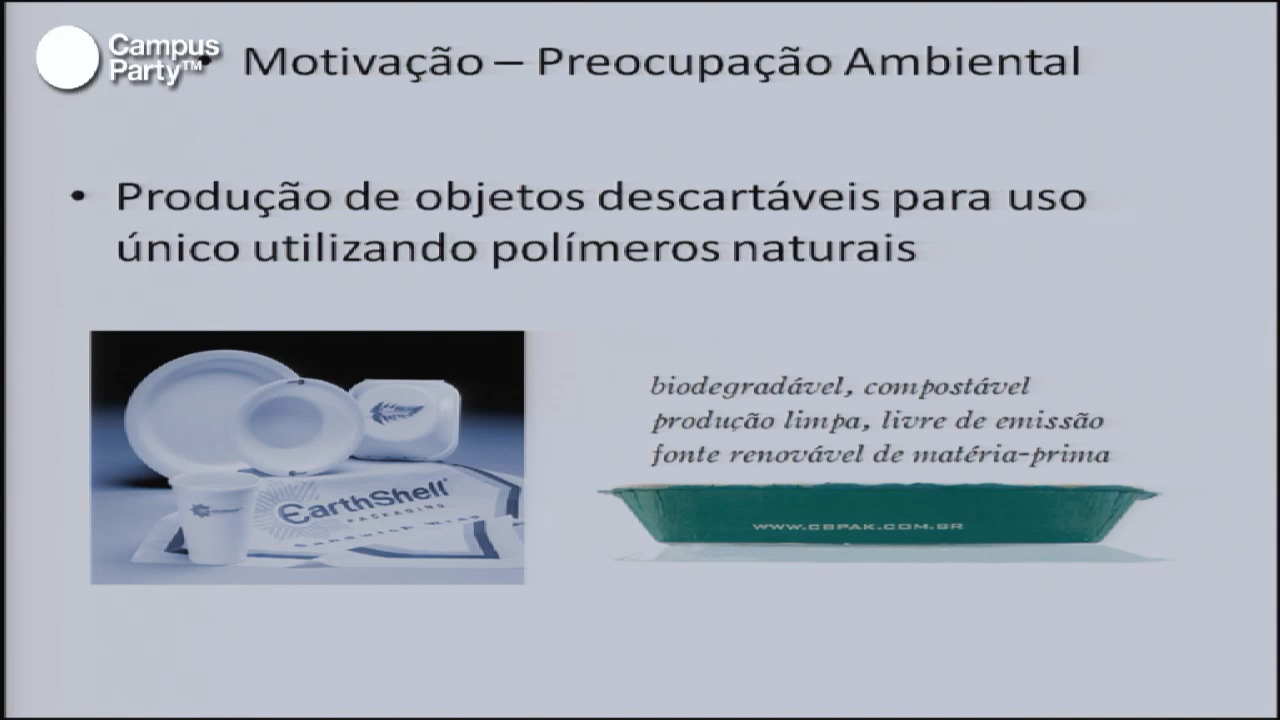 Campus
Party™
• Motivação – Preocupação Ambiental
• Produção de objetos descartáveis para uso
único utilizando polímeros naturais
EarthShell
PACKAGING
biodegradável, compostável
produção limpa, livre de emissão
fonte renovável de matéria-prima
WWW.CBPAK.COM.BR